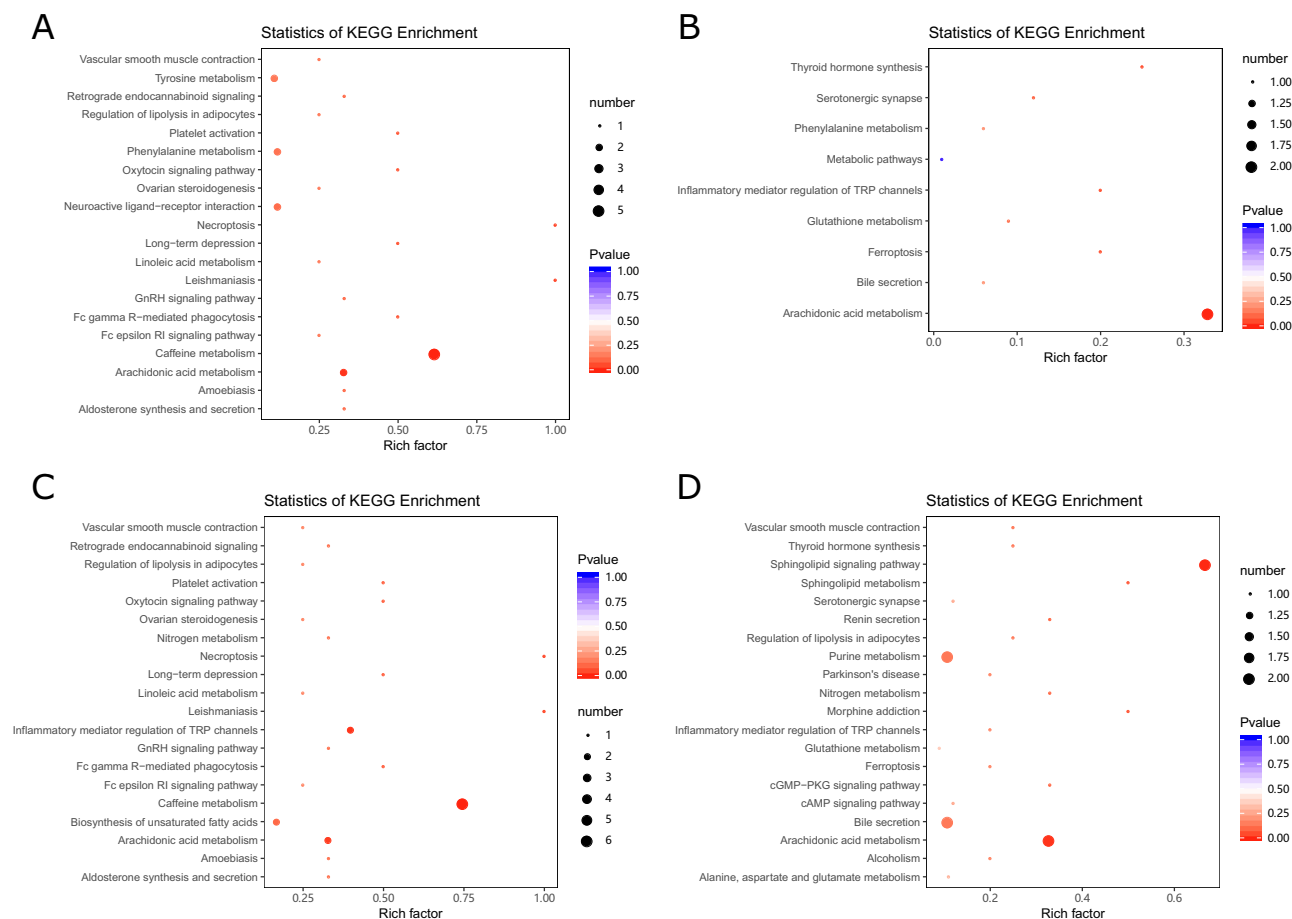 A
Statistics of KEGG Enrichment
Vascular smooth muscle contraction
Tyrosine metabolism
Retrograde endocannabinoid signaling
Regulation of lipolysis in adipocytes
Platelet activation
Phenylalanine metabolism
Oxytocin signaling pathway
Ovarian steroidogenesis
Neuroactive ligand−receptor interaction
Necroptosis
Long−term depression
Linoleic acid metabolism
Leishmaniasis
GnRH signaling pathway
Fc gamma R−mediated phagocytosis
Fc epsilon RI signaling pathway
Caffeine metabolism
Arachidonic acid metabolism
Amoebiasis
Aldosterone synthesis and secretion
0.25 0.50 0.75 1.00
Rich factor
number
1
2
3
4
5
Pvalue
1.00
0.75
0.50
0.25
0.00
B
Statistics of KEGG Enrichment
Thyroid hormone synthesis
Serotonergic synapse
Phenylalanine metabolism
Metabolic pathways
Inflammatory mediator regulation of TRP channels
Glutathione metabolism
Ferroptosis
Bile secretion
Arachidonic acid metabolism
0.0 0.1 0.2 0.3
Rich factor
number
1.00
1.25
1.50
1.75
2.00
Pvalue
1.00
0.75
0.50
0.25
0.00
C
Statistics of KEGG Enrichment
Vascular smooth muscle contraction
Retrograde endocannabinoid signaling
Regulation of lipolysis in adipocytes
Platelet activation
Oxytocin signaling pathway
Ovarian steroidogenesis
Nitrogen metabolism
Necroptosis
Long−term depression
Linoleic acid metabolism
Leishmaniasis
Inflammatory mediator regulation of TRP channels
GnRH signaling pathway
Fc gamma R−mediated phagocytosis
Fc epsilon RI signaling pathway
Caffeine metabolism
Biosynthesis of unsaturated fatty acids
Arachidonic acid metabolism
Amoebiasis
Aldosterone synthesis and secretion
0.25 0.50 0.75 1.00
Rich factor
Pvalue
1.00
0.75
0.50
0.25
0.00
number
1
2
3
4
5
6
D
Statistics of KEGG Enrichment
Vascular smooth muscle contraction
Thyroid hormone synthesis
Sphingolipid signaling pathway
Sphingolipid metabolism
Serotonergic synapse
Renin secretion
Regulation of lipolysis in adipocytes
Purine metabolism
Parkinson's disease
Nitrogen metabolism
Morphine addiction
Inflammatory mediator regulation of TRP channels
Glutathione metabolism
Ferroptosis
cGMP−PKG signaling pathway
cAMP signaling pathway
Bile secretion
Arachidonic acid metabolism
Alcoholism
Alanine, aspartate and glutamate metabolism
0.2 0.4 0.6
Rich factor
number
1.00
1.25
1.50
1.75
2.00
Pvalue
1.00
0.75
0.50
0.25
0.00